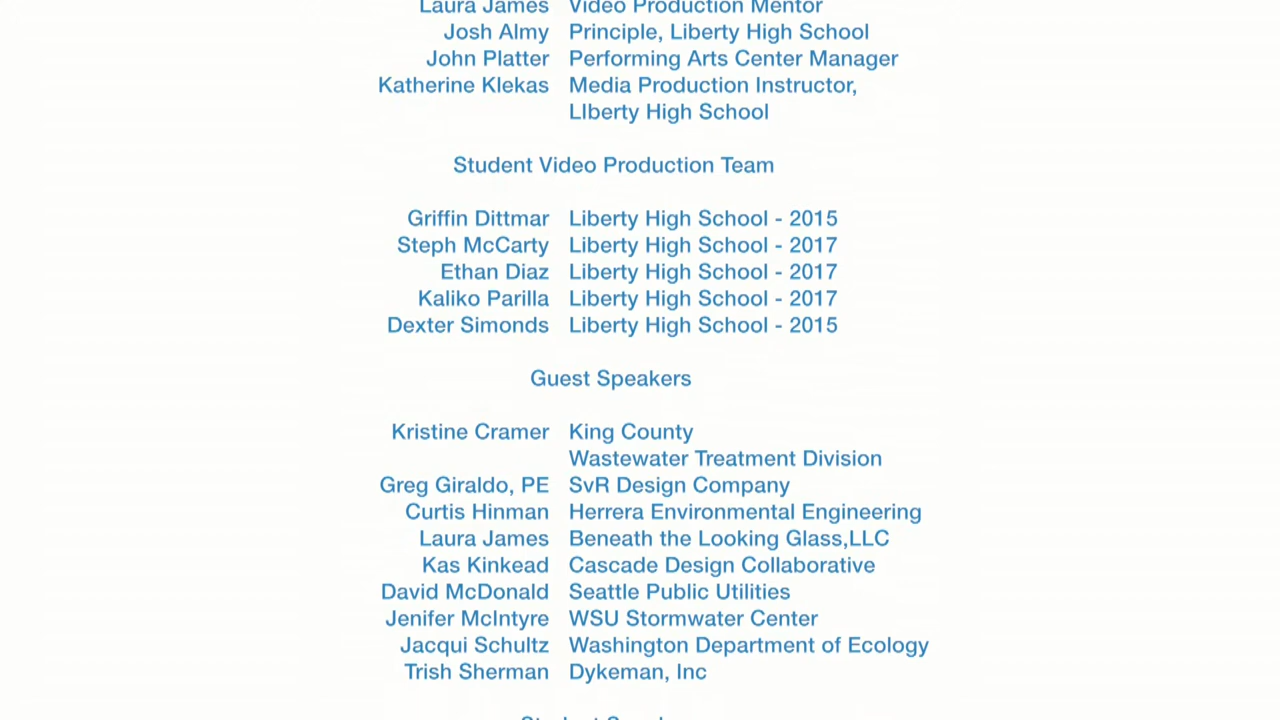 Laura James Video Production Mentor
Josh Almy Principle, Liberty High School
John Platter Performing Arts Center Manager
Katherine Klekas Media Production Instructor,
LIberty High School
Student Video Production Team
Griffin Dittmar Liberty High School - 2015
Steph McCarty Liberty High School - 2017
Ethan Diaz Liberty High School - 2017
Kaliko Parilla Liberty High School - 2017
Dexter Simonds Liberty High School - 2015
Guest Speakers
Kristine Cramer King County
Wastewater Treatment Division
Greg Giraldo, PE SvR Design Company
Curtis Hinman Herrera Environmental Engineering
Laura James Beneath the Looking Glass,LLC
Kas Kinkead Cascade Design Collaborative
David McDonald Seattle Public Utilities
Jenifer McIntyre WSU Stormwater Center
Jacqui Schultz Washington Department of Ecology
Trish Sherman Dykeman, Inc